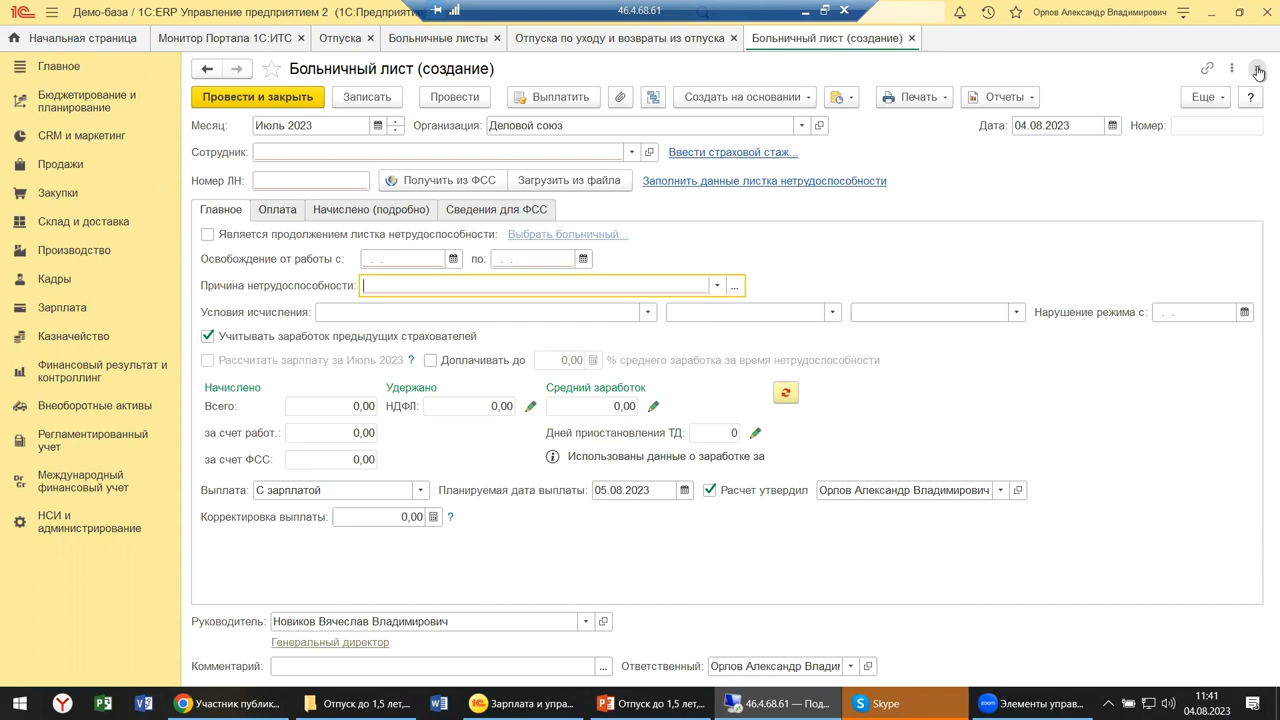 Демо-база / 1С:ERP Управление предприятием 2 (1С:Предприят
46.4.68.61
Орлов Александр Владимирович
Начальная страница
Монитор Портала 1С:ИТС ×
Отпуска ×
Больничные листы ×
Отпуска по уходу и возвраты из отпуска ×
Больничный лист (создание) ×
Главное
Бюджетирование и
планирование
CRM и маркетинг
Продажи
Закупки
Склад и доставка
Производство
Кадры
Зарплата
Казначейство
Финансовый результат и
контроллинг
Внеоборотные активы
Регламентированный
учет
Международный
финансовый учет
НСИ и
администрирование
Больничный лист (создание)
Провести и закрыть
Записать
Провести
Выплатить
Создать на основании
Печать
Отчеты
Еще
?
Месяц: Июль 2023
Организация: Деловой союз
Дата: 04.08.2023
Номер:
Сотрудник:
Ввести страховой стаж...
Номер ЛН:
Получить из ФСС
Загрузить из файла
Заполнить данные листка нетрудоспособности
Главное
Оплата
Начислено (подробно)
Сведения для ФСС
Является продолжением листка нетрудоспособности: Выбрать больничный...
Освобождение от работы с: . . по: . .
Причина нетрудоспособности: ...
Условия исчисления:
Нарушение режима с: . .
Учитывать заработок предыдущих страхователей
Рассчитать зарплату за Июль 2023 ?
Доплачивать до 0,00 % среднего заработка за время нетрудоспособности
Начислено
Удержано
Средний заработок
Всего: 0,00
НДФЛ: 0,00
0,00
за счет работ.: 0,00
Дней приостановления ТД: 0
за счет ФСС: 0,00
Использованы данные о заработке за
Выплата: С зарплатой
Планируемая дата выплаты: 05.08.2023
Расчет утвердил Орлов Александр Владимирович
Корректировка выплаты: 0,00 ?
Руководитель: Новиков Вячеслав Владимирович
Генеральный директор
Комментарий: ...
Ответственный: Орлов Александр Влади
Участник публик...
Отпуск до 1,5 лет,...
Зарплата и упра...
Отпуск до 1,5 лет,...
46.4.68.61 — Под...
Skype
Элементы управ...
11:41
04.08.2023